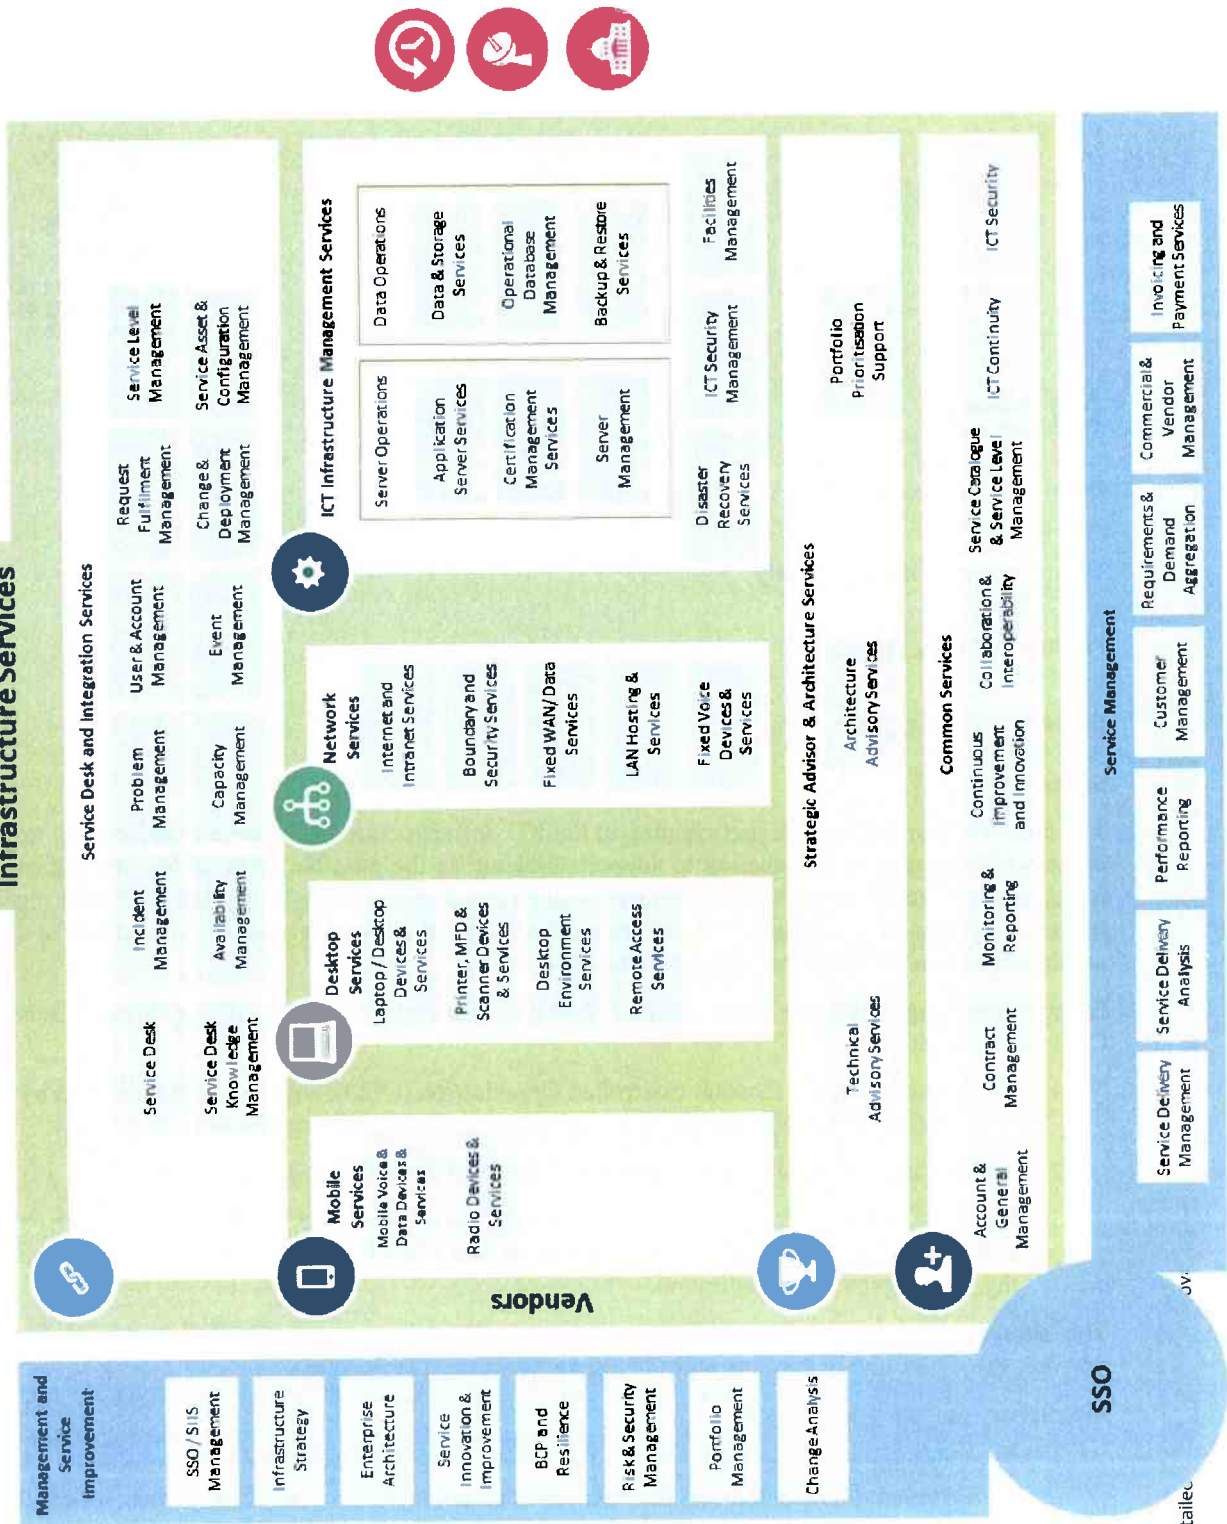 Infrastructure Services
Management and
Service
Improvement
SSO / SIIS
Management
Infrastructure
Strategy
Enterprise
Architecture
Service
Innovation &
Improvement
BCP and
Resilience
Risk & Security
Management
Portfolio
Management
Change Analysis
SSO
Vendors
Service Desk and Integration Services
Service Desk
Incident
Management
Problem
Management
User & Account
Management
Request
Fulfilment
Management
Service Level
Management
Service Desk
Knowledge
Management
Availability
Management
Capacity
Management
Event
Management
Change &
Deployment
Management
Service Asset &
Configuration
Management
Mobile
Services
Mobile Voice &
Data Devices &
Services
Radio Devices &
Services
Desktop
Services
Laptop / Desktop
Devices &
Services
Printer, MFD &
Scanner Devices
& Services
Desktop
Environment
Services
Remote Access
Services
Network
Services
Internet and
Intranet Services
Boundary and
Security Services
Fixed WAN/Data
Services
LAN Hosting &
Services
Fixed Voice
Devices &
Services
ICT Infrastructure Management Services
Server Operations
Application
Server Services
Certification
Management
Services
Server
Management
Data Operations
Data & Storage
Services
Operational
Database
Management
Backup & Restore
Services
Disaster
Recovery
Services
ICT Security
Management
Facilities
Management
Strategic Advisor & Architecture Services
Technical
Advisory Services
Architecture
Advisory Services
Portfolio
Prioritisation
Support
Common Services
Account &
General
Management
Contract
Management
Monitoring &
Reporting
Continuous
Improvement
and Innovation
Collaboration &
Interoperability
Service Catalogue
& Service Level
Management
ICT Continuity
ICT Security
Service Management
Service Delivery
Management
Service Delivery
Analysis
Performance
Reporting
Customer
Management
Requirements &
Demand
Aggregation
Commercial &
Vendor
Management
Invoicing and
Payment Services